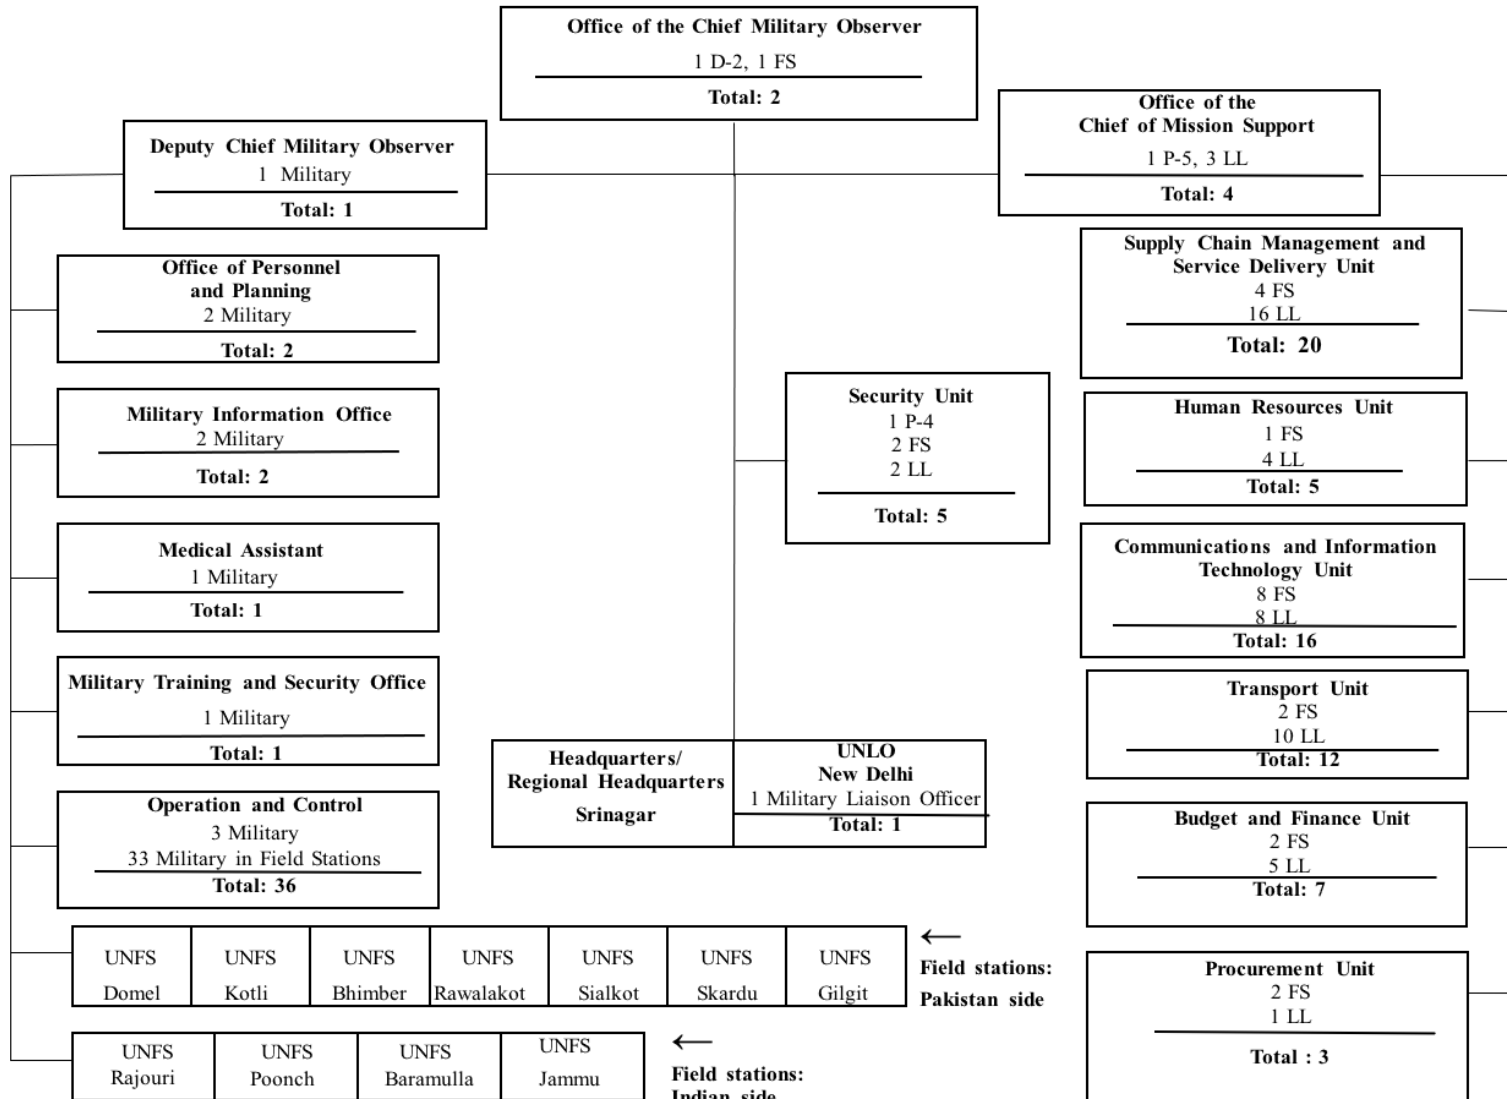 Office of the Chief Military Observer
1 D-2, 1 FS
Total: 2
Deputy Chief Military Observer
1 Military
Total: 1
Office of the
Chief of Mission Support
1 P-5, 3 LL
Total: 4
Office of Personnel
and Planning
2 Military
Total: 2
Military Information Office
2 Military
Total: 2
Medical Assistant
1 Military
Total: 1
Military Training and Security Office
1 Military
Total: 1
Operation and Control
3 Military
33 Military in Field Stations
Total: 36
Security Unit
1 P-4
2 FS
2 LL
Total: 5
Headquarters/
Regional Headquarters
Srinagar
UNLO
New Delhi
1 Military Liaison Officer
Total: 1
Supply Chain Management and
Service Delivery Unit
4 FS
16 LL
Total: 20
Human Resources Unit
1 FS
4 LL
Total: 5
Communications and Information
Technology Unit
8 FS
8 LL
Total: 16
Transport Unit
2 FS
10 LL
Total: 12
Budget and Finance Unit
2 FS
5 LL
Total: 7
Procurement Unit
2 FS
1 LL
Total : 3
UNFS
Domel
UNFS
Kotli
UNFS
Bhimber
UNFS
Rawalakot
UNFS
Sialkot
UNFS
Skardu
UNFS
Gilgit
←
Field stations:
Pakistan side
UNFS
Rajouri
UNFS
Poonch
UNFS
Baramulla
UNFS
Jammu
←
Field stations:
Indian side